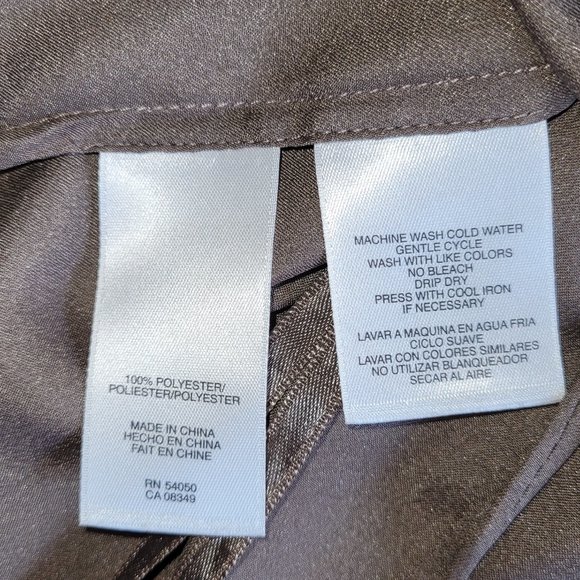 100% POLYESTER/
POLIESTER/POLYESTER
MADE IN CHINA
HECHO EN CHINA
FAIT EN CHINE
RN 54050
CA 08349
MACHINE WASH COLD WATER
GENTLE CYCLE
WASH WITH LIKE COLORS
NO BLEACH
DRIP DRY
PRESS WITH COOL IRON
IF NECESSARY
LAVAR A MAQUINA EN AGUA FRIA
CICLO SUAVE
LAVAR CON COLORES SIMILARES
NO UTILIZAR BLANQUEADOR
SECAR AL AIRE